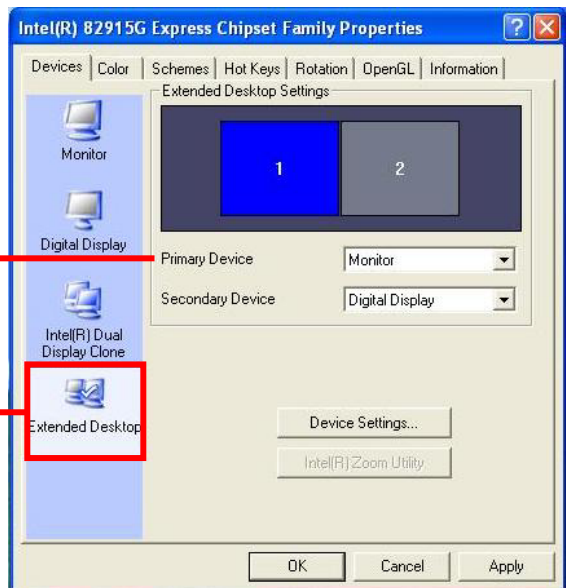 Intel(R) 82915G Express Chipset Family Properties
Devices
Color
Schemes
Hot Keys
Rotation
OpenGL
Information
Monitor
Digital Display
Intel(R) Dual
Display Clone
Extended Desktop
Extended Desktop Settings
1
2
Primary Device
Monitor
Secondary Device
Digital Display
Device Settings...
Intel(R) Zoom Utility
OK
Cancel
Apply